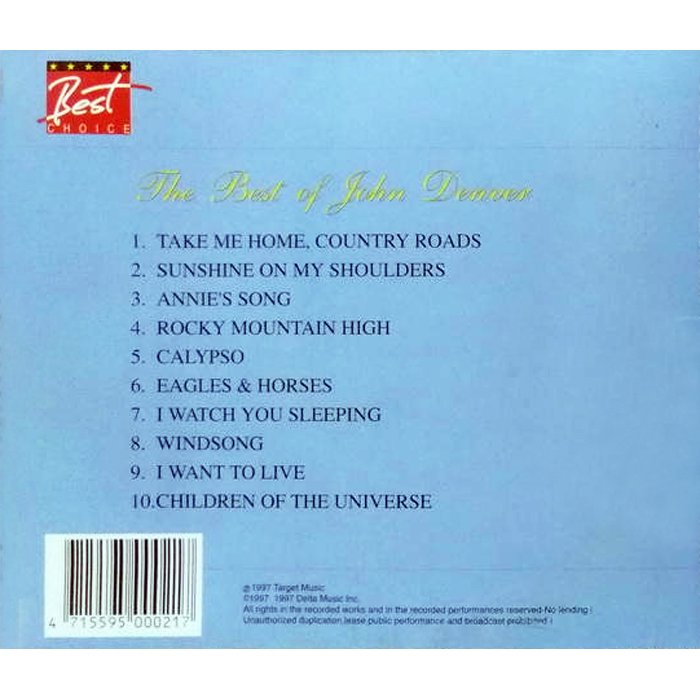 Best
CHOICE
The Best of John Denver
1. TAKE ME HOME, COUNTRY ROADS
2. SUNSHINE ON MY SHOULDERS
3. ANNIE'S SONG
4. ROCKY MOUNTAIN HIGH
5. CALYPSO
6. EAGLES & HORSES
7. I WATCH YOU SLEEPING
8. WINDSONG
9. I WANT TO LIVE
10.CHILDREN OF THE UNIVERSE
℗1997 Target Music
©1997 1997 Delta Music Inc.
All rights in the recorded works and in the recorded performances reserved-No lending!
Unauthorized duplication,lease public performance and broadcast prohibited!
4 715595 000217